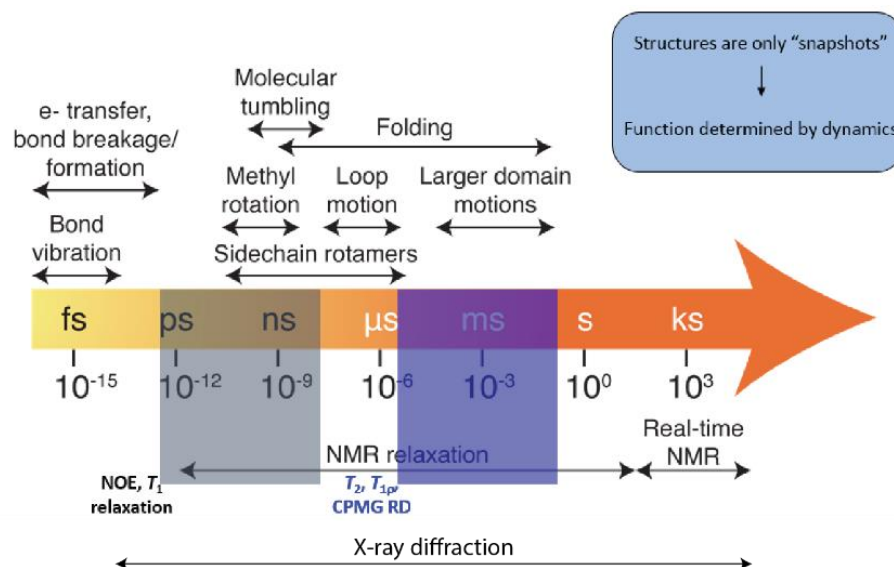 Structures are only “snapshots”
Function determined by dynamics
Molecular
tumbling
e- transfer,
bond breakage/
formation
Folding
Methyl
rotation
Loop
motion
Larger domain
motions
Bond
vibration
Sidechain rotamers
fs ps ns µs ms s ks
10⁻¹⁵ 10⁻¹² 10⁻⁹ 10⁻⁶ 10⁻³ 10⁰ 10³
NMR relaxation
Real-time
NMR
NOE, T₁
relaxation
T₂, T₁ρ,
CPMG RD
X-ray diffraction